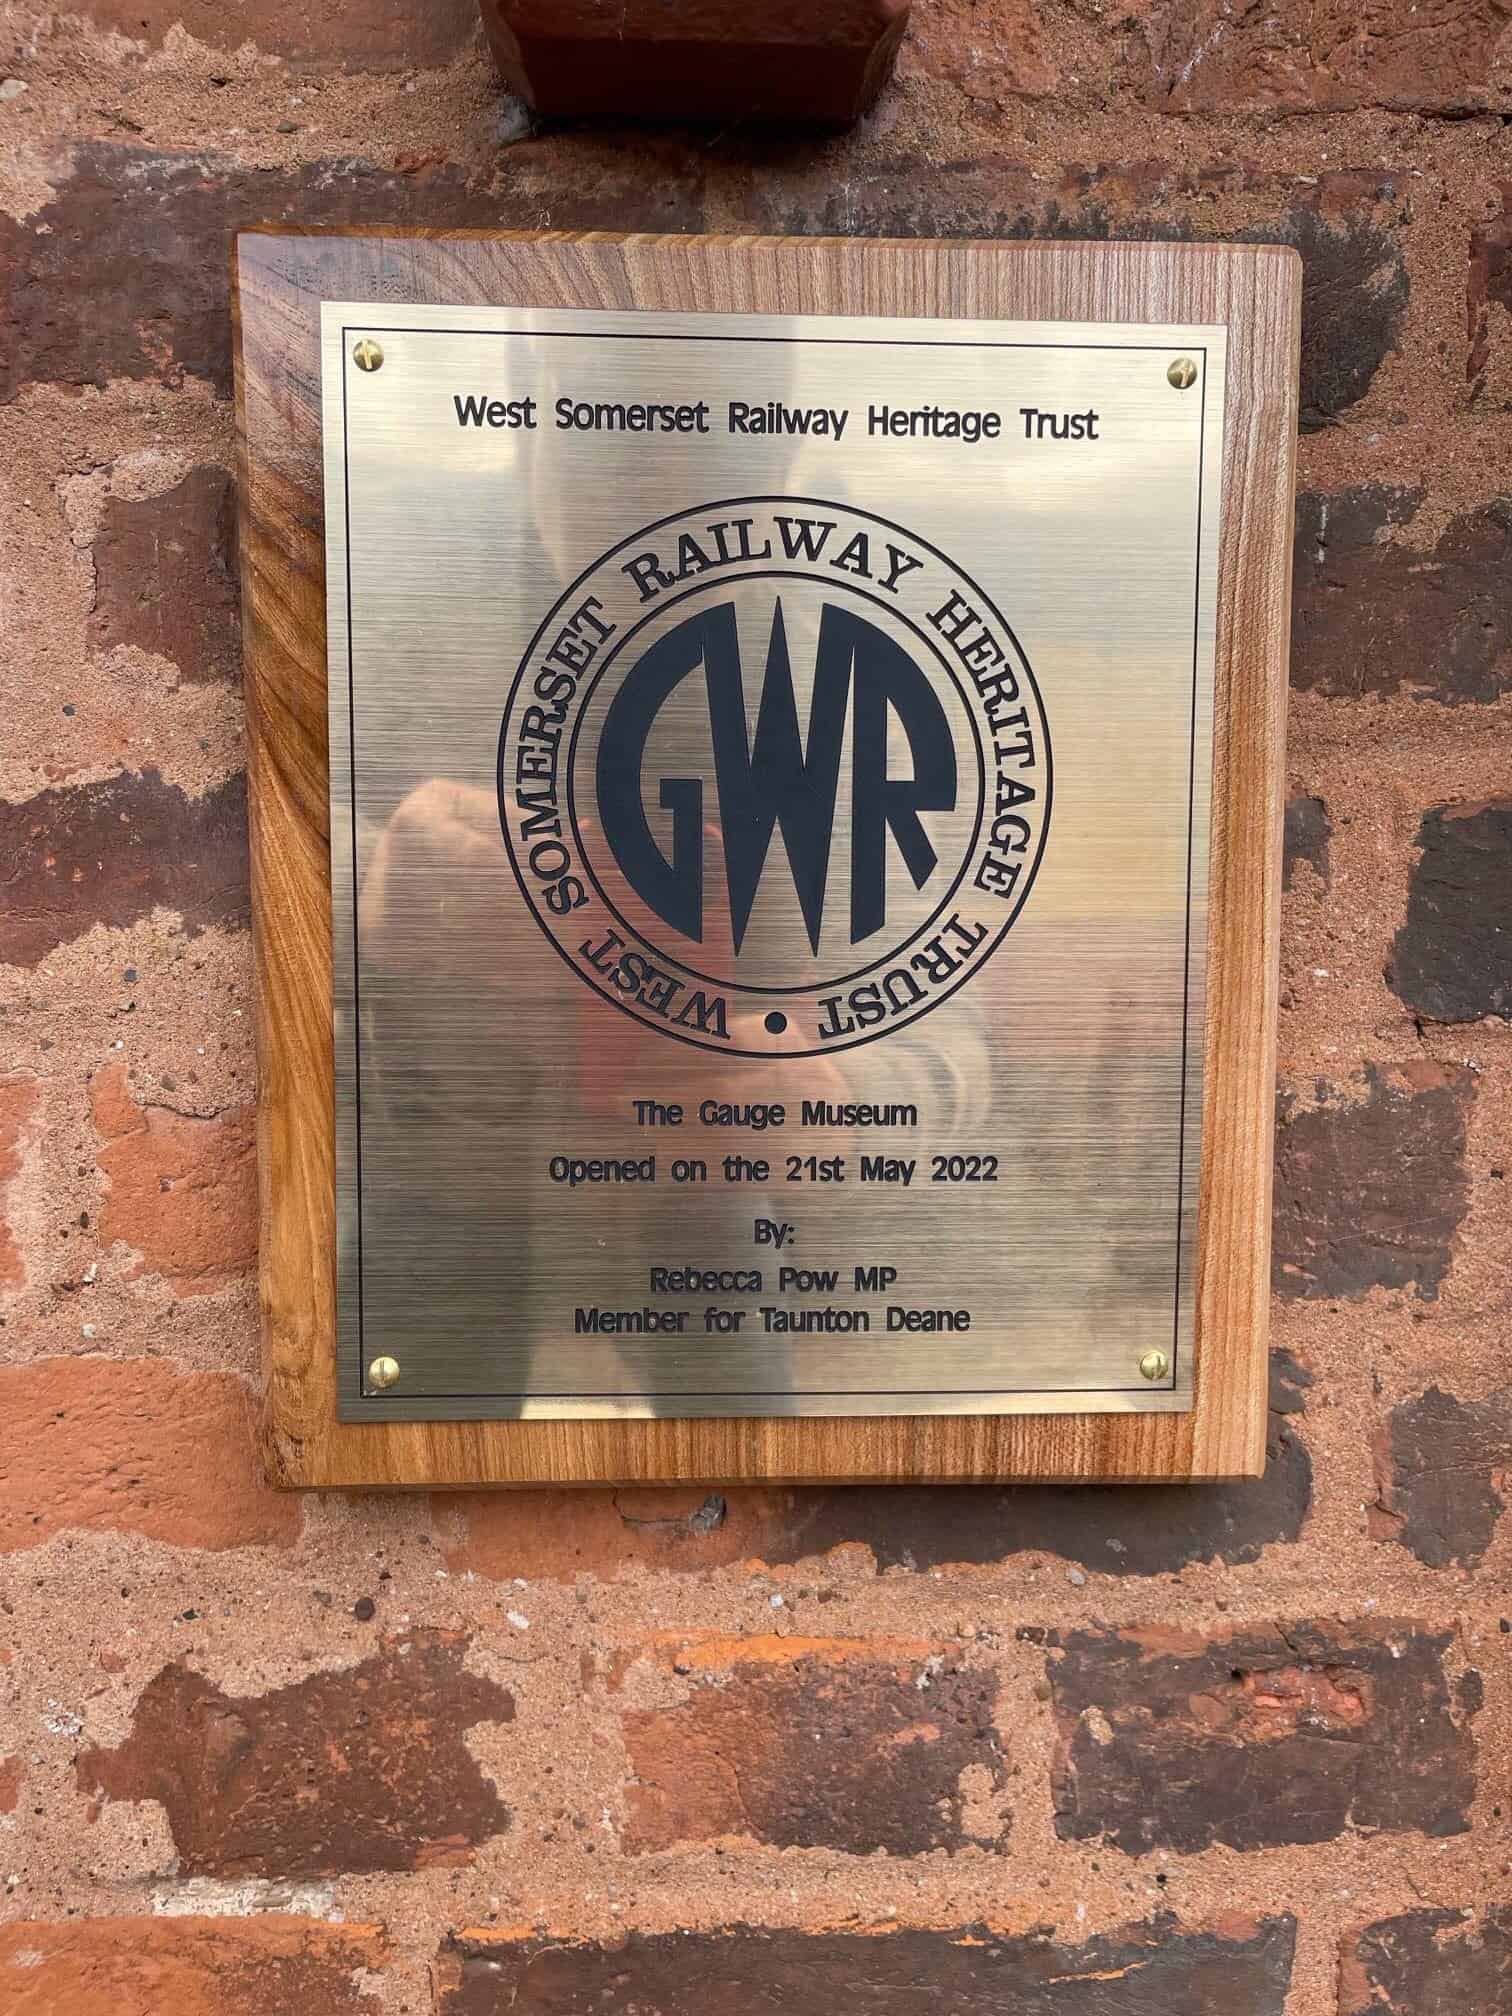 West Somerset Railway Heritage Trust
WEST SOMERSET RAILWAY HERITAGE TRUST •
GWR
The Gauge Museum
Opened on the 21st May 2022
By:
Rebecca Pow MP
Member for Taunton Deane